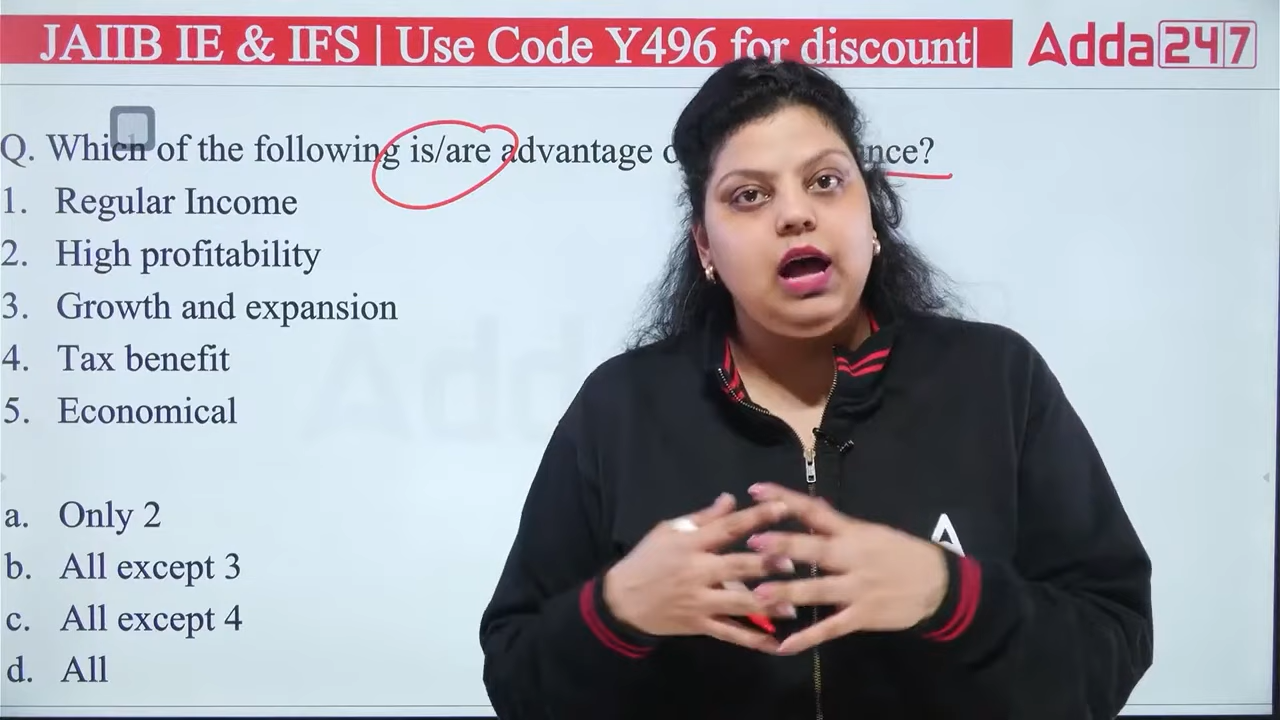 JAIIB IE & IFS | Use Code Y496 for discount|
Adda247
Q. Which of the following is/are advantage
1. Regular Income
2. High profitability
3. Growth and expansion
4. Tax benefit
5. Economical
a. Only 2
b. All except 3
c. All except 4
d. All